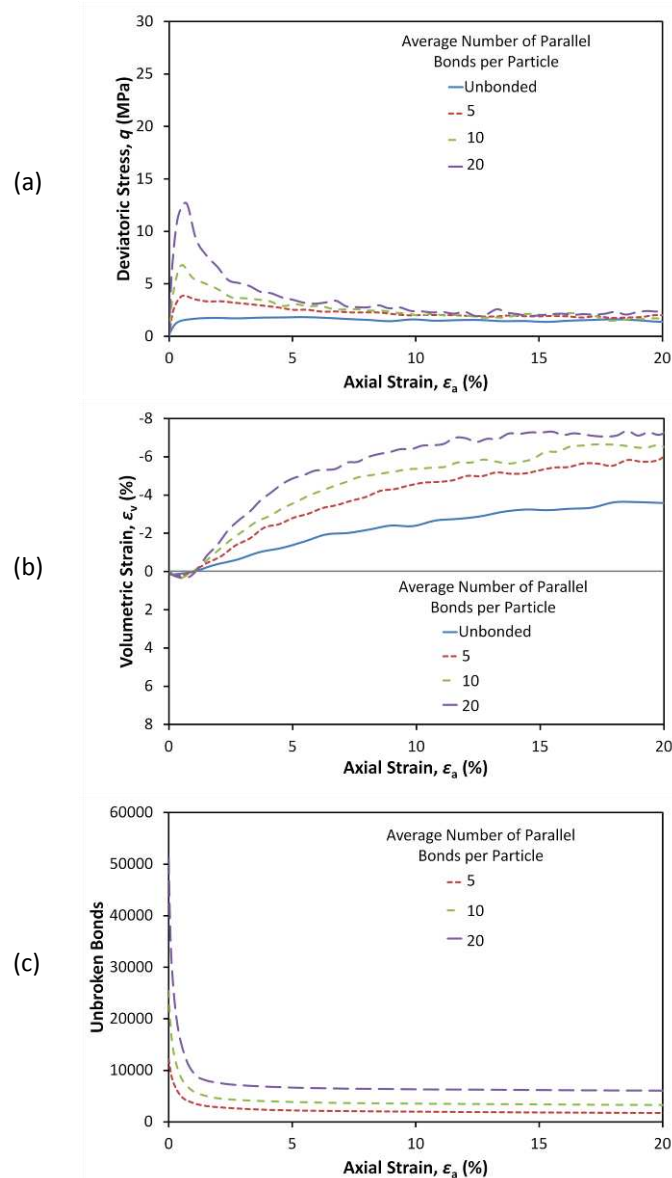 (a)
30
25
20
15
10
5
0
Deviatoric Stress, q (MPa)
Average Number of Parallel
Bonds per Particle
Unbonded
5
10
20
0 5 10 15 20
Axial Strain, εa (%)
(b)
-8
-6
-4
-2
0
2
4
6
8
Volumetric Strain, εv (%)
Average Number of Parallel
Bonds per Particle
Unbonded
5
10
20
0 5 10 15 20
Axial Strain, εa (%)
(c)
60000
50000
40000
30000
20000
10000
0
Unbroken Bonds
Average Number of Parallel
Bonds per Particle
5
10
20
0 5 10 15 20
Axial Strain, εa (%)